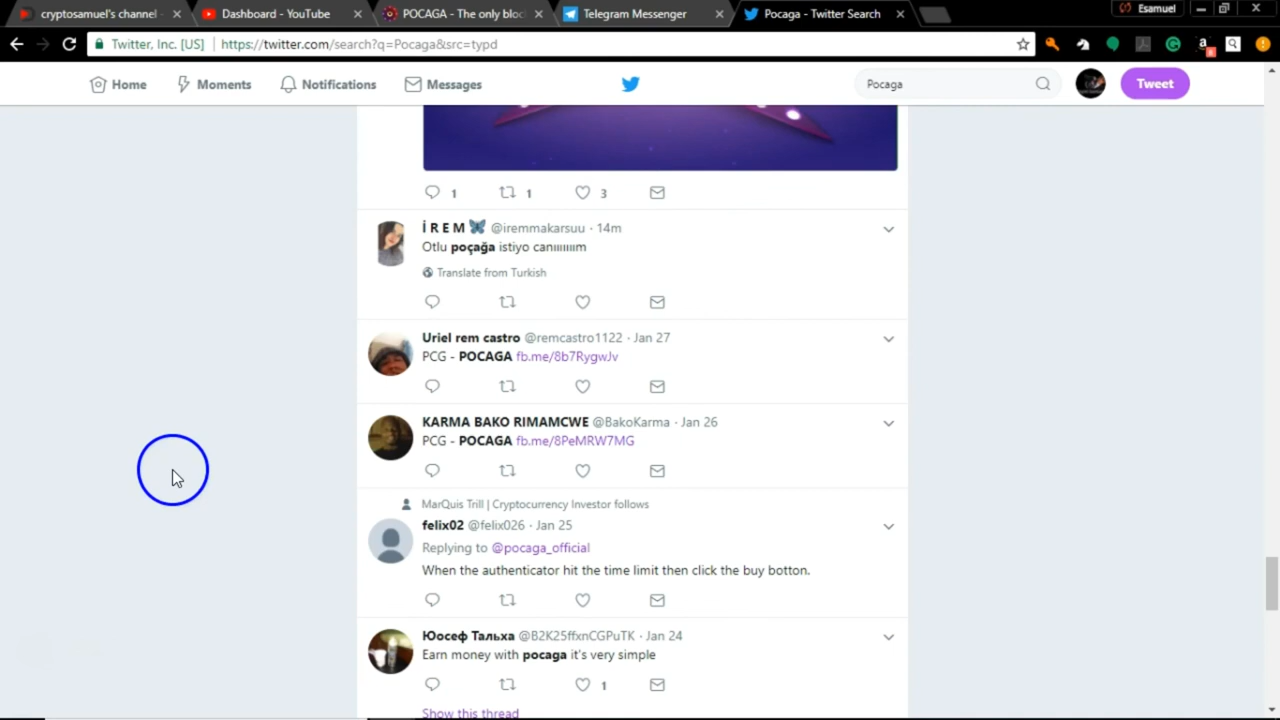 cryptosamuel's channel -
Dashboard - YouTube
POCAGA - The only bloc
Telegram Messenger
Pocaga - Twitter Search
Esamuel
Twitter, Inc. [US]
https://twitter.com/search?q=Pocaga&src=typd
Home
Moments
Notifications
Messages
Pocaga
Tweet
1
1
3
İ R E M @iremmakarsuu · 14m
Otlu poçağa istiyo canıııııım
Translate from Turkish
Uriel rem castro @remcastro1122 · Jan 27
PCG - POCAGA fb.me/8b7RygwJv
KARMA BAKO RIMAMCWE @BakoKarma · Jan 26
PCG - POCAGA fb.me/8PeMRW7MG
MarQuis Trill | Cryptocurrency Investor follows
felix02 @felix026 · Jan 25
Replying to @pocaga_official
When the authenticator hit the time limit then click the buy botton.
Юосеф Тальха @B2K25ffxnCGPuTK · Jan 24
Earn money with pocaga it's very simple
1
Show this thread